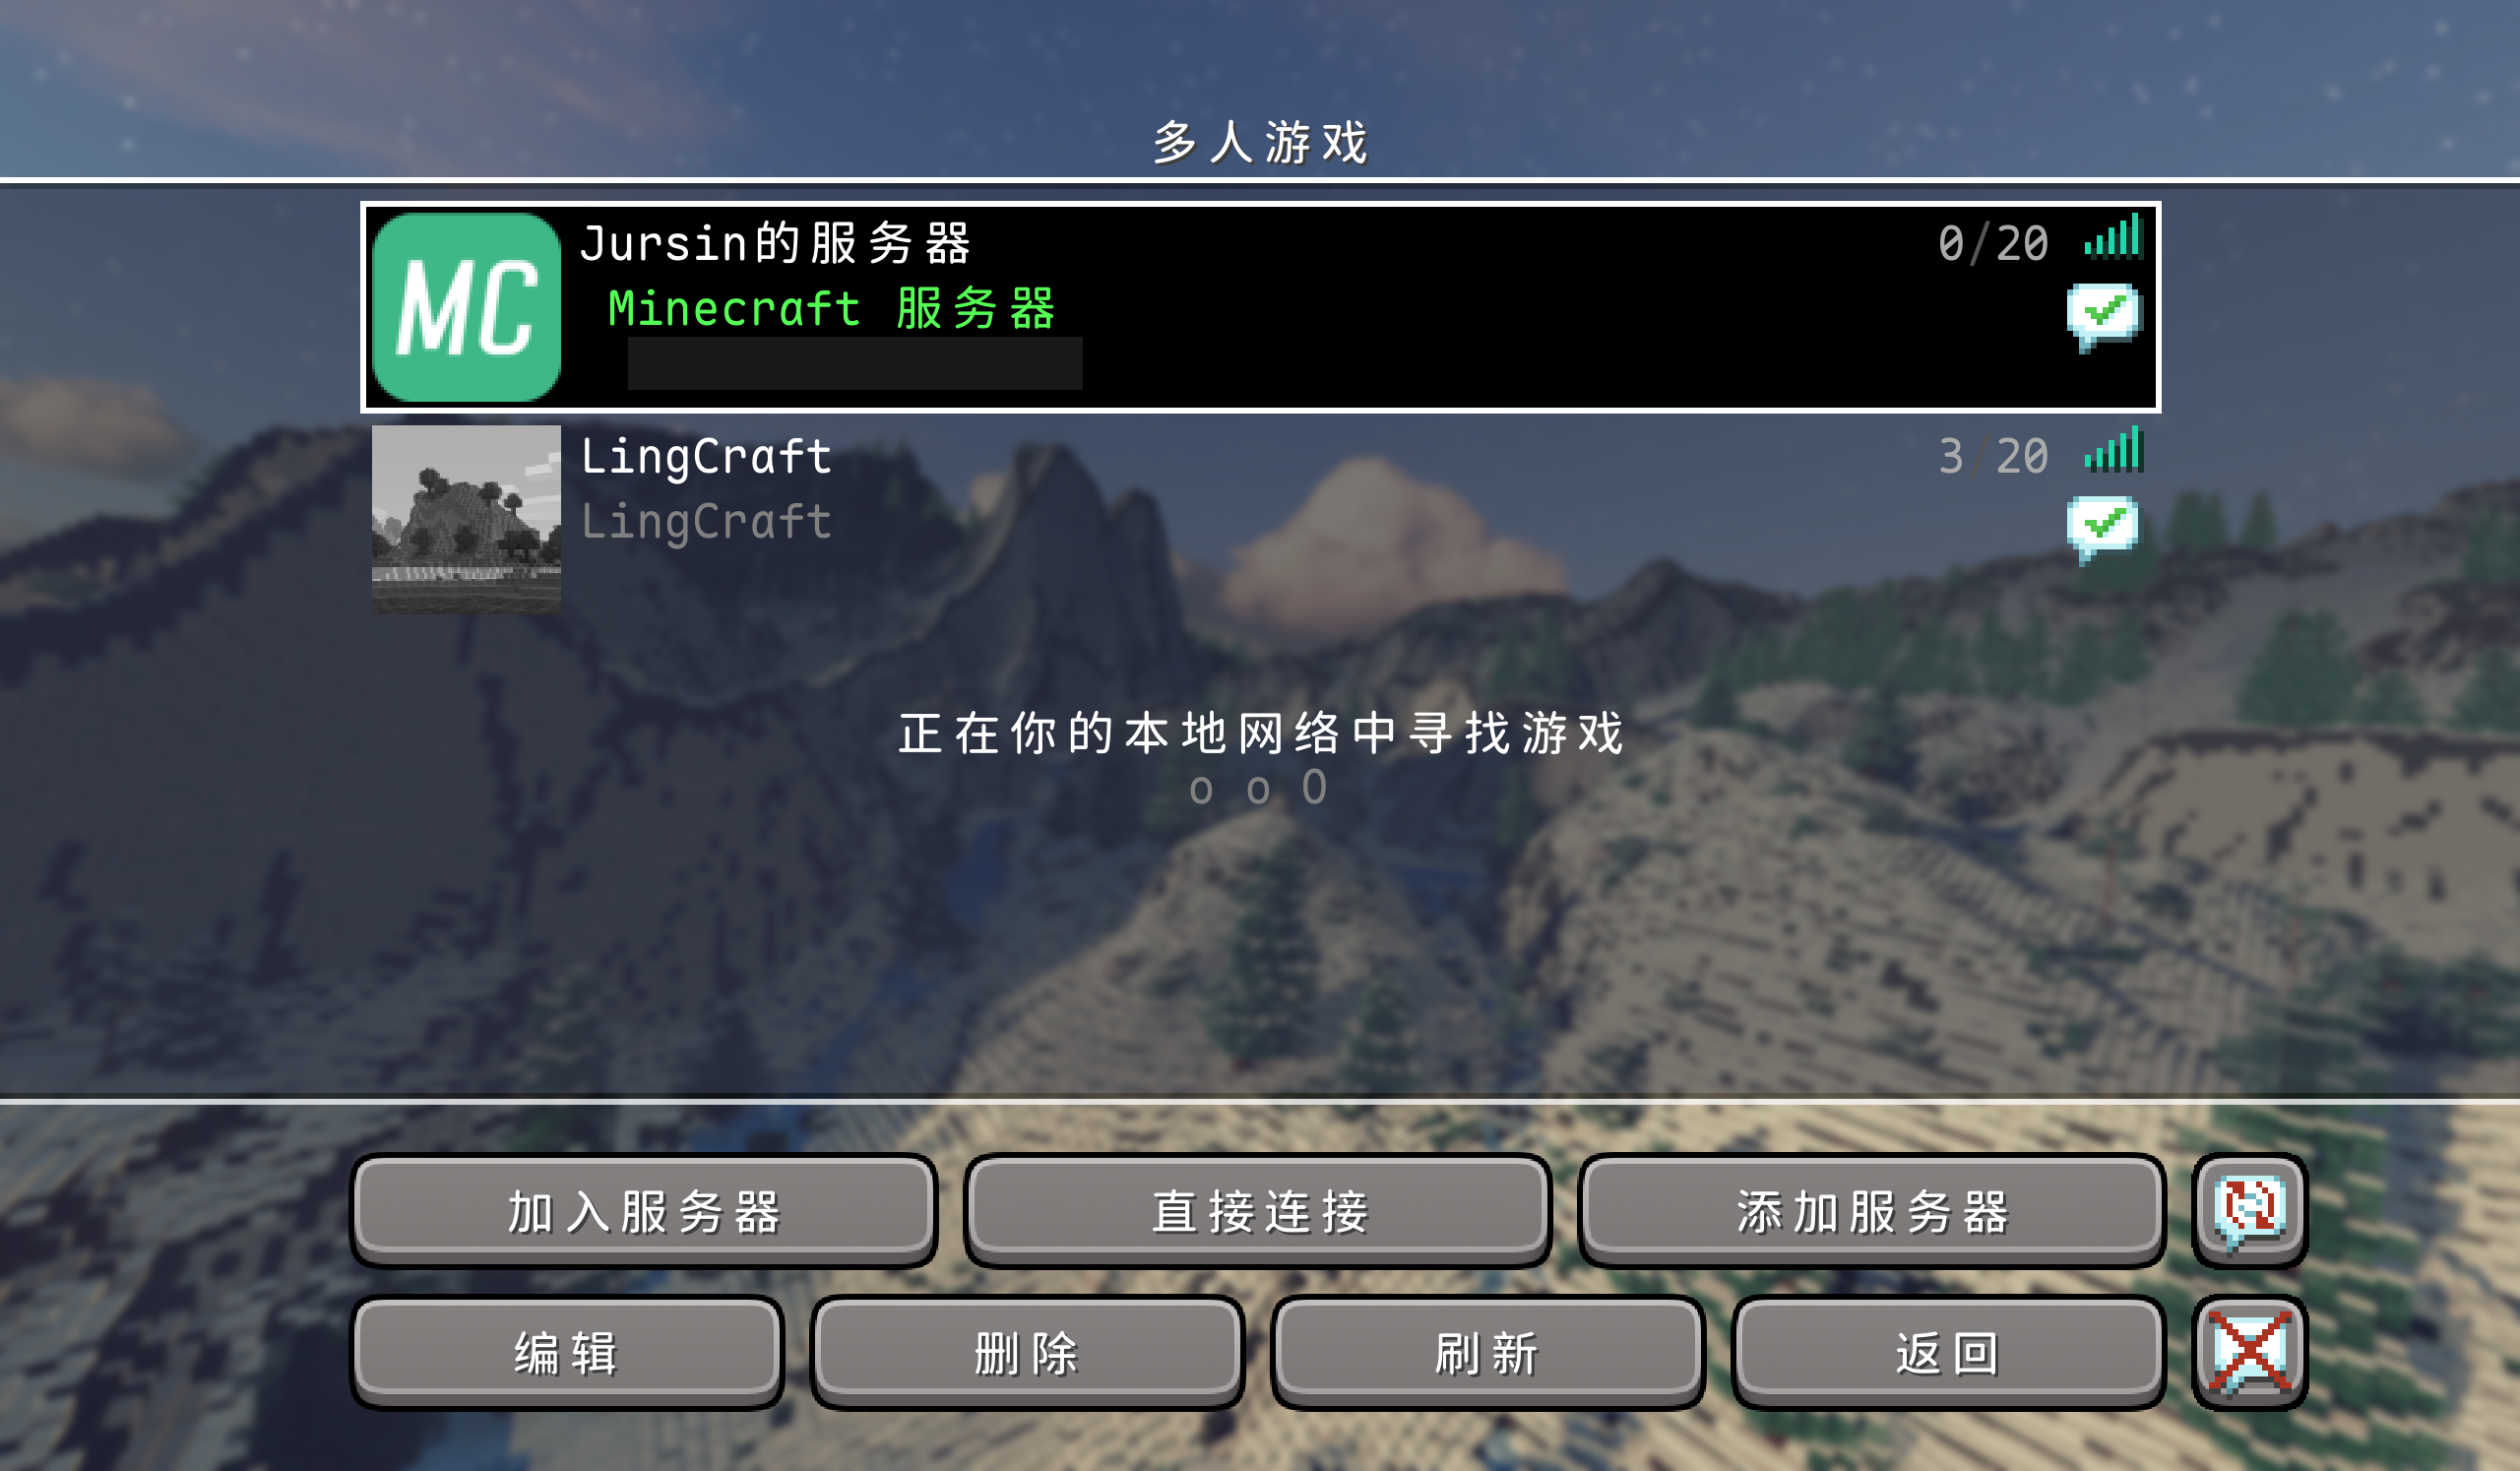 多人游戏
MC
Jursin的服务器
0/20
Minecraft 服务器
LingCraft
3/20
LingCraft
正在你的本地网络中寻找游戏
o o O
加入服务器
直接连接
添加服务器
编辑
删除
刷新
返回